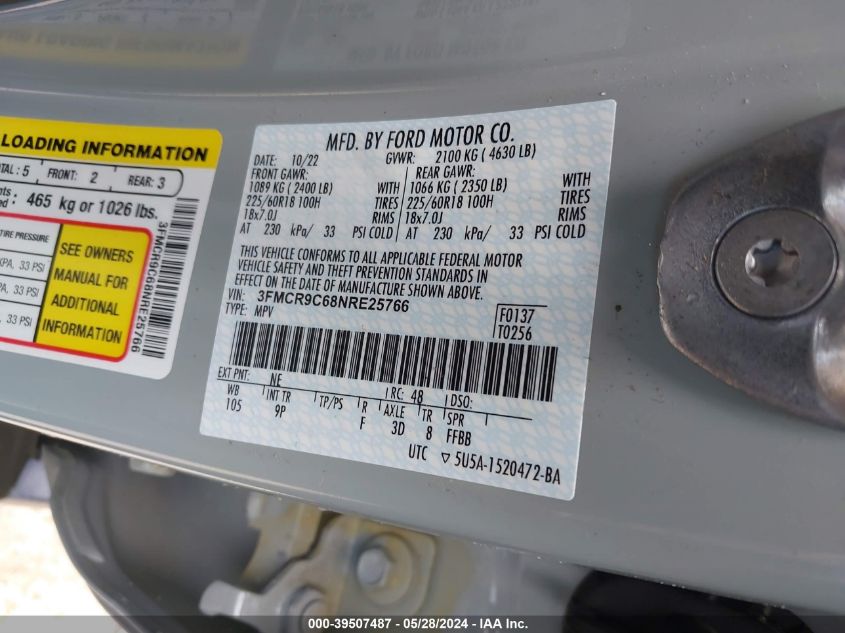 LOADING INFORMATION
TAL: 5 FRONT: 2 REAR: 3
465 kg or 1026 lbs.
TIRE PRESSURE
33 PSI
33 PSI
33 PSI
SEE OWNERS
MANUAL FOR
ADDITIONAL
INFORMATION
3FMCR9C68NRE25766
MFD. BY FORD MOTOR CO.
DATE: 10/22 GVWR: 2100 KG ( 4630 LB)
FRONT GAWR: REAR GAWR:
1089 KG (2400 LB) WITH 1066 KG ( 2350 LB) WITH
225/60R18 100H TIRES 225/60R18 100H TIRES
18x7.0J RIMS 18x7.0J RIMS
AT 230 kPa/ 33 PSI COLD AT 230 kPa/ 33 PSI COLD
THIS VEHICLE CONFORMS TO ALL APPLICABLE FEDERAL MOTOR
VEHICLE SAFETY AND THEFT PREVENTION STANDARDS IN
EFFECT ON THE DATE OF MANUFACTURE SHOWN ABOVE.
VIN: 3FMCR9C68NRE25766
TYPE: MPV
F0137
T0256
EXT PNT: NE RC: 48 DSO:
WB INT TR TP/PS R AXLE TR SPR
105 9P F 3D 8 FFBB
UTC ▽ 5U5A-1520472-BA
000-39507487 - 05/28/2024 - IAA Inc.